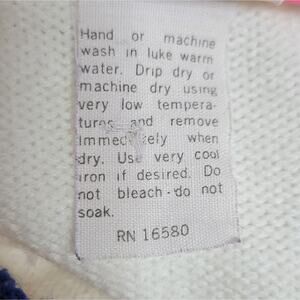 Hand or machine
wash in luke warm
water. Drip dry or
machine dry using
very low tempera-
tures and remove
immediately when
dry. Use very cool
iron if desired. Do
not bleach - do not
soak.
RN 16580